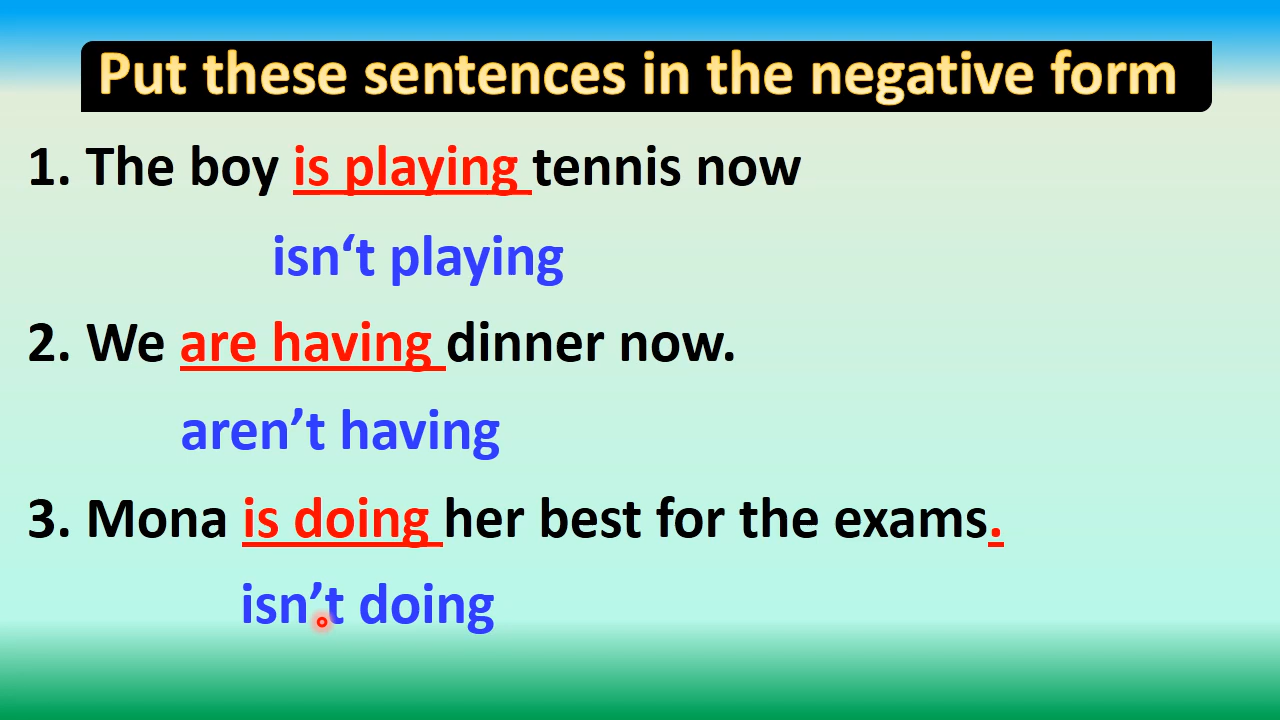 Put these sentences in the negative form
1. The boy is playing tennis now
isn‘t playing
2. We are having dinner now.
aren’t having
3. Mona is doing her best for the exams.
isn’t doing